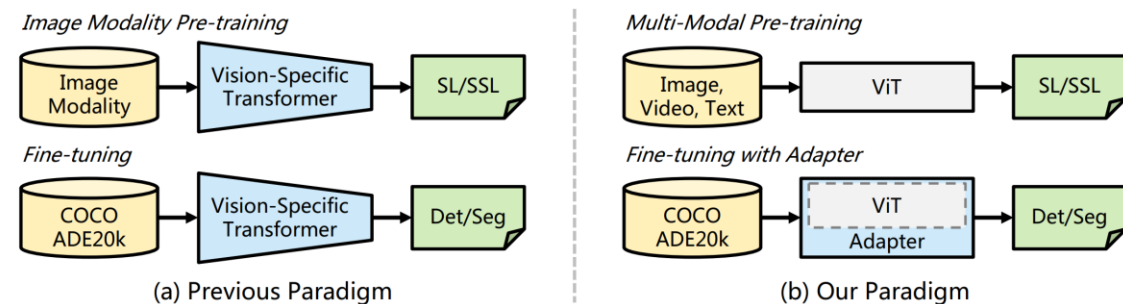 Image Modality Pre-training
Image
Modality
Vision-Specific
Transformer
SL/SSL
Fine-tuning
COCO
ADE20k
Vision-Specific
Transformer
Det/Seg
(a) Previous Paradigm
Multi-Modal Pre-training
Image,
Video, Text
ViT
SL/SSL
Fine-tuning with Adapter
COCO
ADE20k
ViT
Adapter
Det/Seg
(b) Our Paradigm